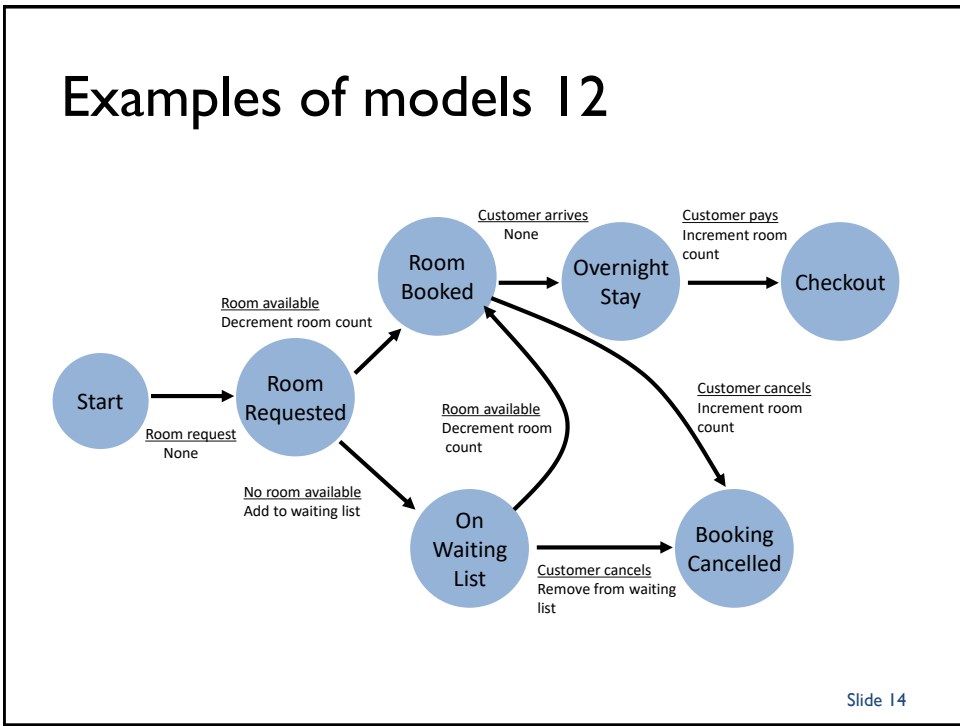 Examples of models 12
Customer arrives
None
Customer pays
Increment room
count
Room
Booked
Overnight
Stay
Checkout
Room available
Decrement room count
Start
Room
Requested
Room request
None
Room available
Decrement room
count
Customer cancels
Increment room
count
No room available
Add to waiting list
On
Waiting
List
Booking
Cancelled
Customer cancels
Remove from waiting
list
Slide 14